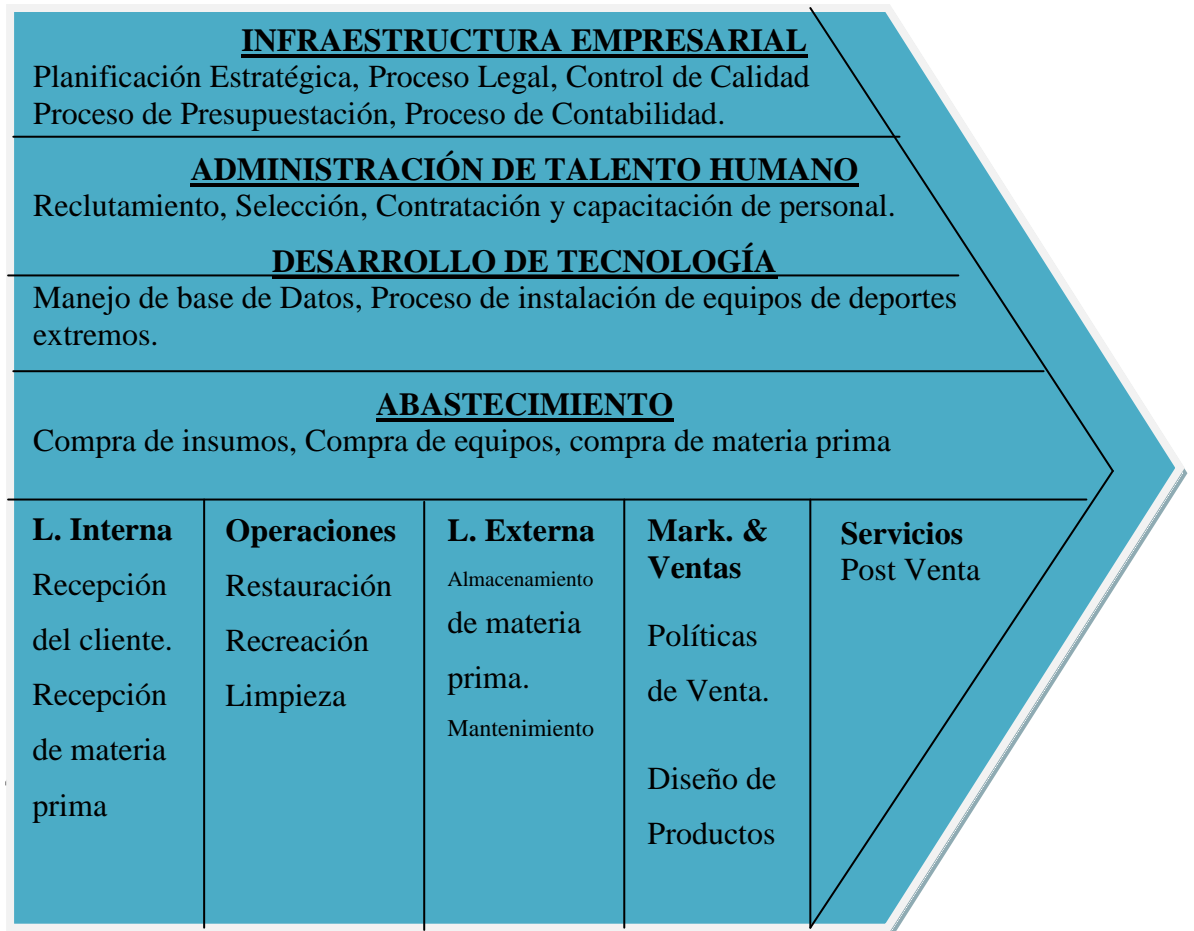 INFRAESTRUCTURA EMPRESARIAL
Planificación Estratégica, Proceso Legal, Control de Calidad
Proceso de Presupuestación, Proceso de Contabilidad.
ADMINISTRACIÓN DE TALENTO HUMANO
Reclutamiento, Selección, Contratación y capacitación de personal.
DESARROLLO DE TECNOLOGÍA
Manejo de base de Datos, Proceso de instalación de equipos de deportes
extremos.
ABASTECIMIENTO
Compra de insumos, Compra de equipos, compra de materia prima
L. Interna
Recepción
del cliente.
Recepción
de materia
prima
Operaciones
Restauración
Recreación
Limpieza
L. Externa
Almacenamiento
de materia
prima.
Mantenimiento
Mark. &
Ventas
Políticas
de Venta.
Diseño de
Productos
Servicios
Post Venta